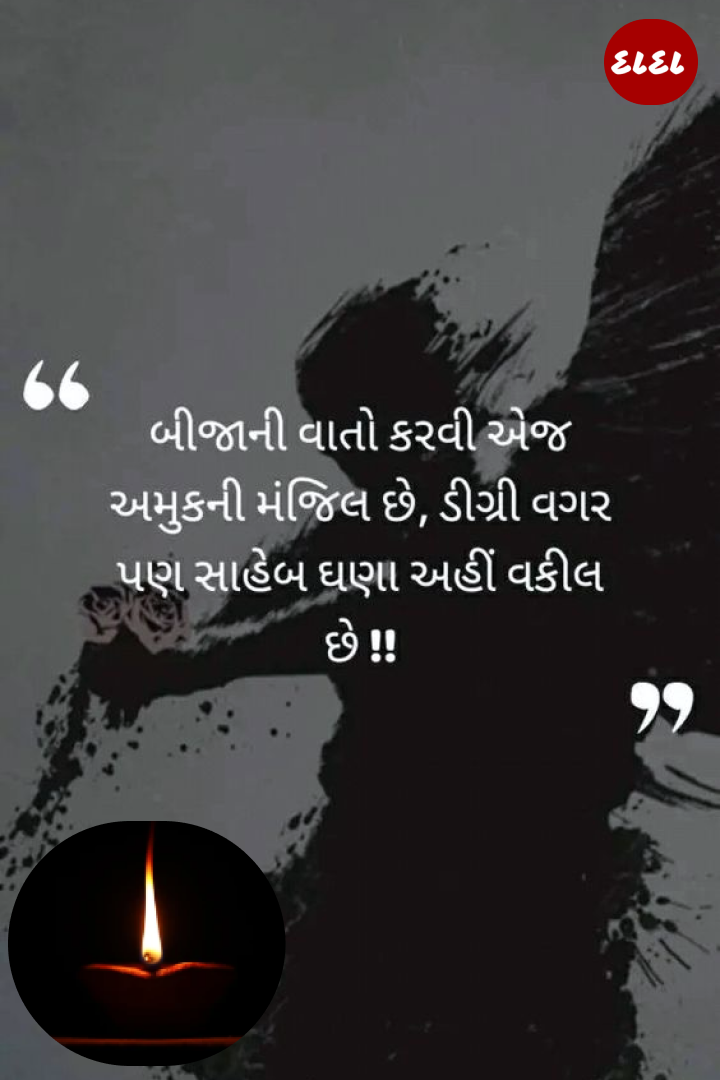 દાદા
“
બીજાની વાતો કરવી એજ
અમુકની મંજિલ છે, ડીગ્રી વગર
પણ સાહેબ ઘણા અહીં વકીલ
છે !!
”